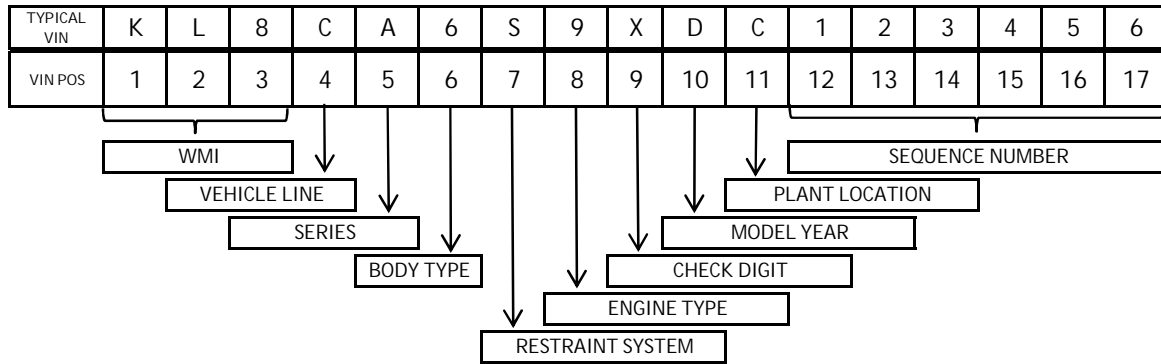 TYPICAL VIN K L 8 C A 6 S 9 X D C 1 2 3 4 5 6
VIN POS 1 2 3 4 5 6 7 8 9 10 11 12 13 14 15 16 17
WMI SEQUENCE NUMBER
VEHICLE LINE PLANT LOCATION
SERIES MODEL YEAR
BODY TYPE CHECK DIGIT
ENGINE TYPE
RESTRAINT SYSTEM